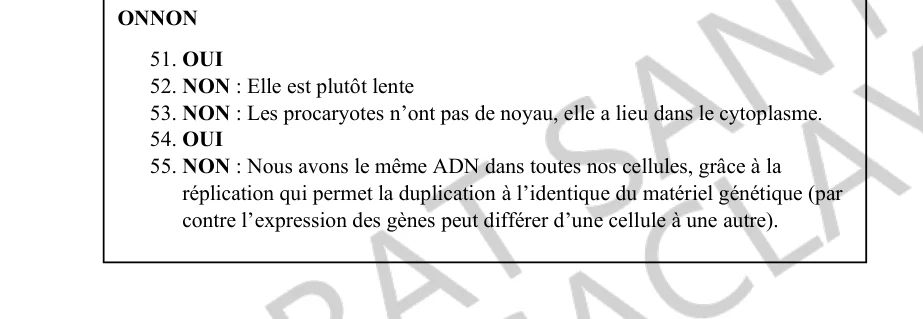 ONNON
51. OUI
52. NON : Elle est plutôt lente
53. NON : Les procaryotes n’ont pas de noyau, elle a lieu dans le cytoplasme.
54. OUI
55. NON : Nous avons le même ADN dans toutes nos cellules, grâce à la
réplication qui permet la duplication à l’identique du matériel génétique (par
contre l’expression des gènes peut différer d’une cellule à une autre).